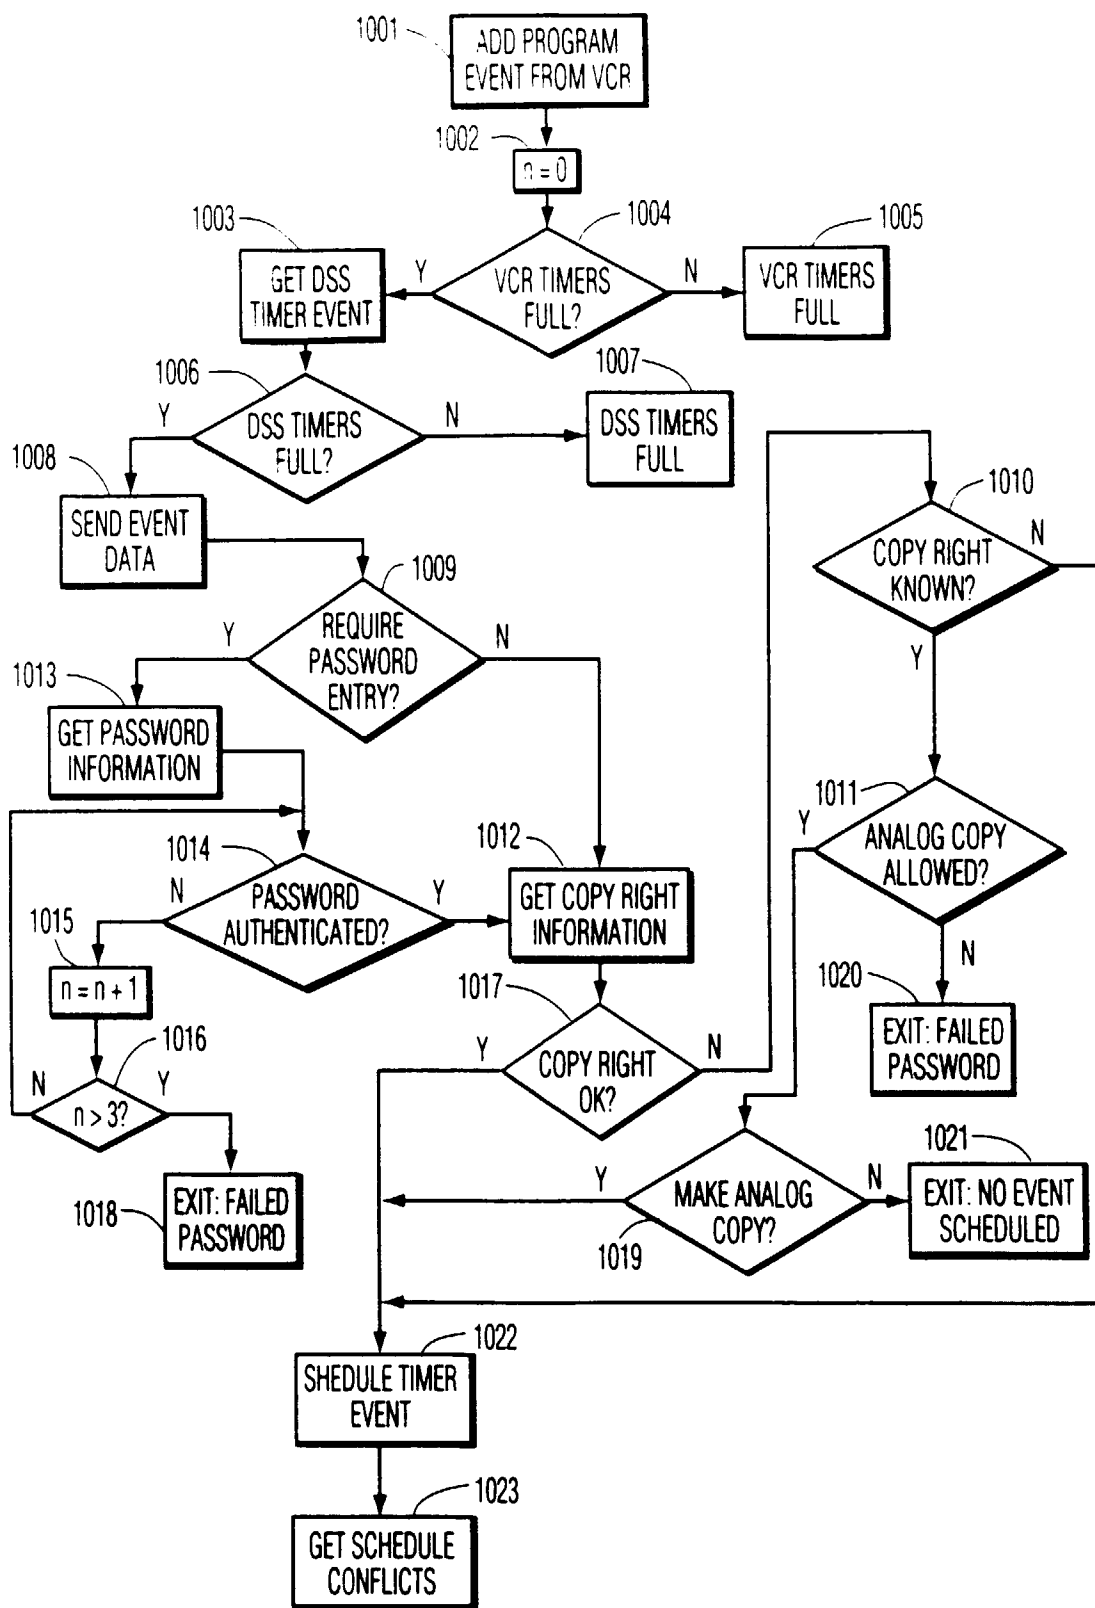 1001
ADD PROGRAM
EVENT FROM VCR
1002
n = 0
1003
GET DSS
TIMER EVENT
Y
1004
VCR TIMERS
FULL?
N
1005
VCR TIMERS
FULL
1006
Y
DSS TIMERS
FULL?
N
1007
DSS TIMERS
FULL
1008
SEND EVENT
DATA
1009
Y
REQUIRE
PASSWORD
ENTRY?
N
1010
COPY RIGHT
KNOWN?
N
Y
1013
GET PASSWORD
INFORMATION
1011
Y
ANALOG COPY
ALLOWED?
N
1014
N
PASSWORD
AUTHENTICATED?
Y
1012
GET COPY RIGHT
INFORMATION
1015
n = n + 1
1016
N
n > 3?
Y
1017
Y
COPY RIGHT
OK?
N
1020
EXIT: FAILED
PASSWORD
1018
EXIT: FAILED
PASSWORD
Y
MAKE ANALOG
COPY?
N
1019
1021
EXIT: NO EVENT
SCHEDULED
1022
SHEDULE TIMER
EVENT
1023
GET SCHEDULE
CONFLICTS